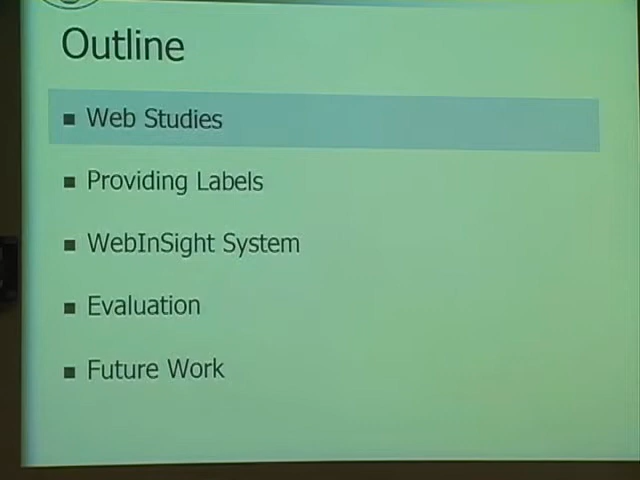 Outline
Web Studies
Providing Labels
WebInSight System
Evaluation
Future Work